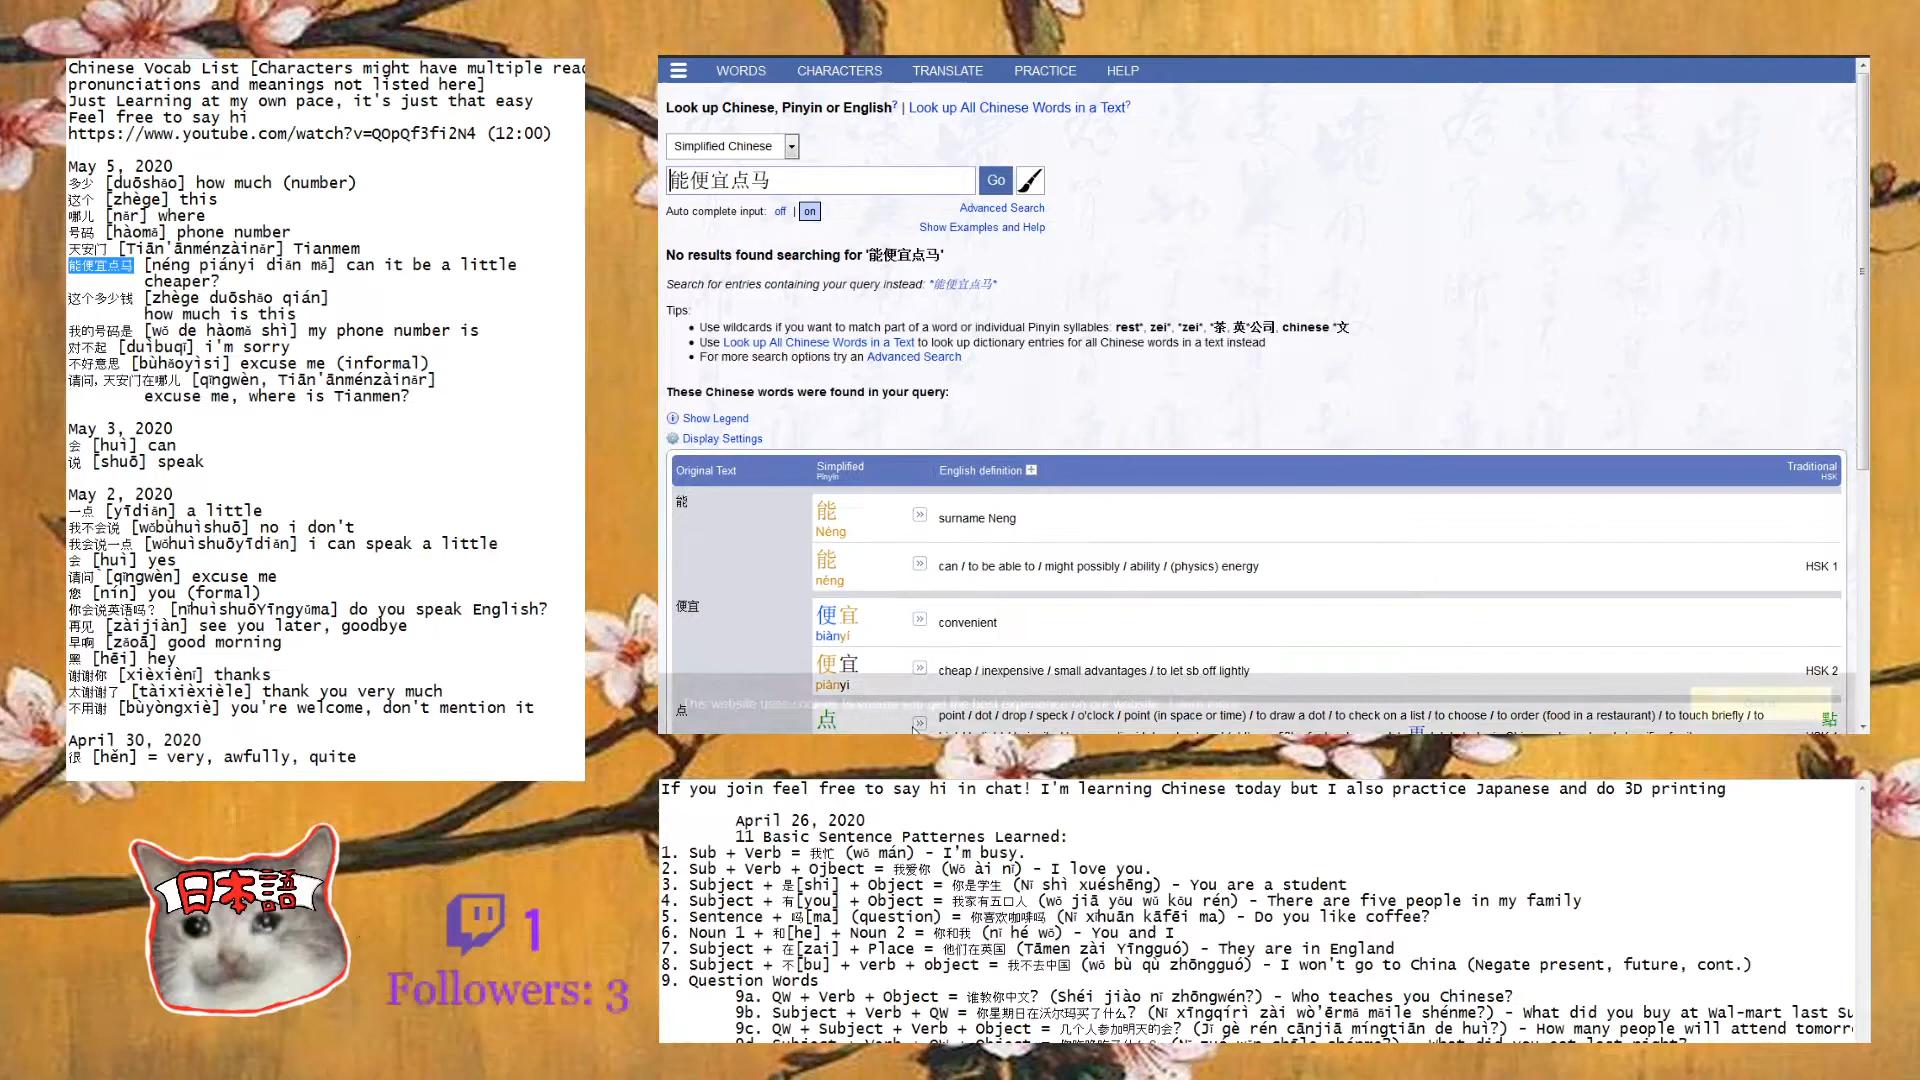 Chinese Vocab List [Characters might have multiple read
pronunciations and meanings not listed here]
Just Learning at my own pace, it's just that easy
Feel free to say hi
https://www.youtube.com/watch?v=QOpQf3fi2N4 (12:00)
May 5, 2020
多少 [duōshǎo] how much (number)
这个 [zhège] this
哪儿 [nǎr] where
号码 [hàomǎ] phone number
天安门 [Tiān'ānménzàinǎr] Tianmem
能便宜点马 [néng piányi diǎn mǎ] can it be a little
cheaper?
这个多少钱 [zhège duōshǎo qián]
how much is this
我的号码是 [wǒ de hàomǎ shì] my phone number is
对不起 [duìbuqǐ] i'm sorry
不好意思 [bùhǎoyìsi] excuse me (informal)
请问,天安门在哪儿 [qǐngwèn, Tiān'ānménzàinǎr]
excuse me, where is Tianmen?
May 3, 2020
会 [huì] can
说 [shuō] speak
May 2, 2020
一点 [yīdiǎn] a little
我不会说 [wǒbùhuìshuō] no i don't
我会说一点 [wǒhuìshuōyīdiǎn] i can speak a little
会 [huì] yes
请问 [qǐngwèn] excuse me
您 [nín] you (formal)
你会说英语吗? [nǐhuìshuōYīngyǔma] do you speak English?
再见 [zàijiàn] see you later, goodbye
早啊 [zǎoā] good morning
黑 [hēi] hey
谢谢你 [xièxiènǐ] thanks
太谢谢了 [tàixièxièle] thank you very much
不用谢 [bùyòngxiè] you're welcome, don't mention it
April 30, 2020
很 [hěn] = very, awfully, quite
WORDS CHARACTERS TRANSLATE PRACTICE HELP
Look up Chinese, Pinyin or English? | Look up All Chinese Words in a Text?
Simplified Chinese
能便宜点马 Go
Auto complete input: off | on
Advanced Search
Show Examples and Help
No results found searching for '能便宜点马'
Search for entries containing your query instead: *能便宜点马*
Tips:
• Use wildcards if you want to match part of a word or individual Pinyin syllables: rest*, zei*, *zei*, *茶, 英*公司, chinese *文
• Use Look up All Chinese Words in a Text to look up dictionary entries for all Chinese words in a text instead
• For more search options try an Advanced Search
These Chinese words were found in your query:
Show Legend
Display Settings
Original Text Simplified English definition Traditional
Pinyin HSK
能 能 surname Neng
Néng
能 can / to be able to / might possibly / ability / (physics) energy HSK 1
néng
便宜 便宜 convenient
biànyí
便宜 cheap / inexpensive / small advantages / to let sb off lightly HSK 2
piányi
点 点 point / dot / drop / speck / o'clock / point (in space or time) / to draw a dot / to check on a list / to choose / to order (food in a restaurant) / to touch briefly / to 點
If you join feel free to say hi in chat! I'm learning Chinese today but I also practice Japanese and do 3D printing
April 26, 2020
11 Basic Sentence Patternes Learned:
1. Sub + Verb = 我忙 (wǒ mán) - I'm busy.
2. Sub + Verb + Ojbect = 我爱你 (Wǒ ài nǐ) - I love you.
3. Subject + 是[shi] + Object = 你是学生 (Nǐ shì xuéshēng) - You are a student
4. Subject + 有[you] + Object = 我家有五口人 (wǒ jiā yǒu wǔ kǒu rén) - There are five people in my family
5. Sentence + 吗[ma] (question) = 你喜欢咖啡吗 (Nǐ xǐhuān kāfēi ma) - Do you like coffee?
6. Noun 1 + 和[he] + Noun 2 = 你和我 (nǐ hé wǒ) - You and I
7. Subject + 在[zai] + Place = 他们在英国 (Tāmen zài Yīngguó) - They are in England
8. Subject + 不[bu] + verb + object = 我不去中国 (wǒ bù qù zhōngguó) - I won't go to China (Negate present, future, cont.)
9. Question Words
9a. QW + Verb + Object = 谁教你中文? (Shéi jiào nǐ zhōngwén?) - Who teaches you Chinese?
9b. Subject + Verb + QW = 你星期日在沃尔玛买了什么? (Nǐ xīngqírì zài wò'ěrmǎ mǎile shénme?) - What did you buy at Wal-mart last Su
9c. QW + Subject + Verb + Object = 几个人参加明天的会? (Jǐ gè rén cānjiā míngtiān de huì?) - How many people will attend tomorr
日本語
1
Followers: 3